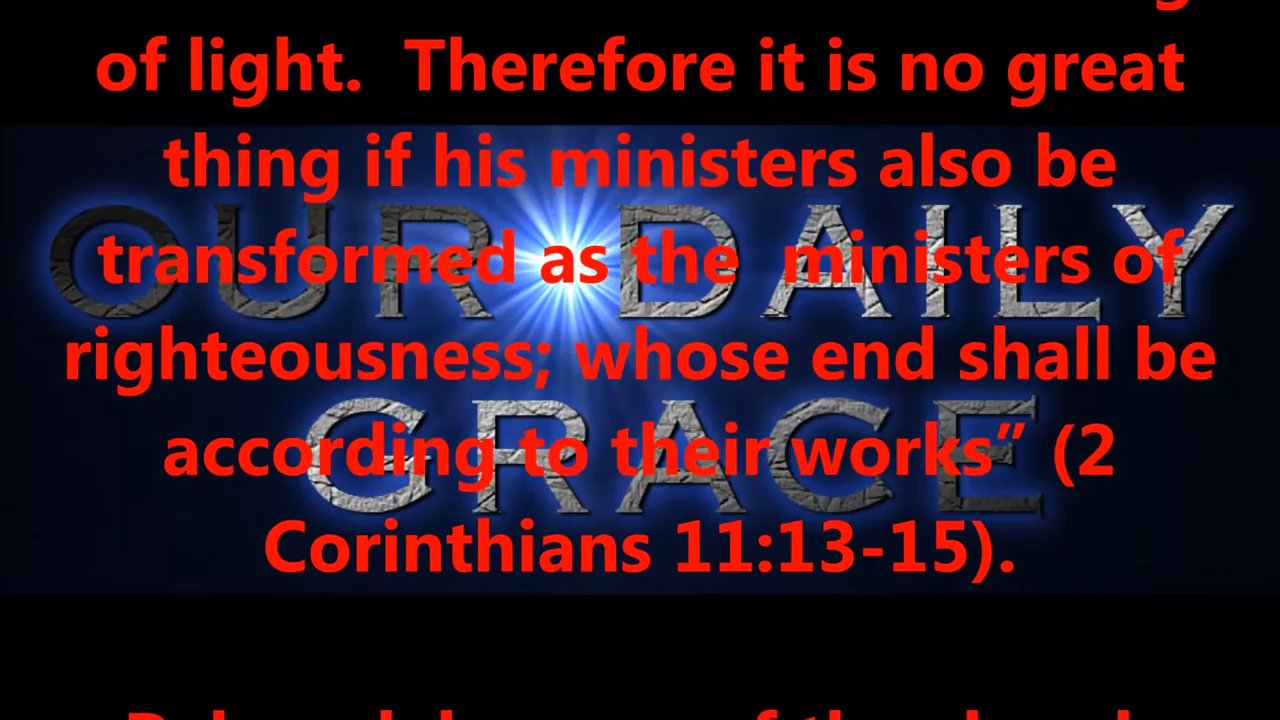 of light.  Therefore it is no great
thing if his ministers also be
transformed as the  ministers of
righteousness; whose end shall be
according to their works” (2
Corinthians 11:13-15).
OUR DAILY
GRACE